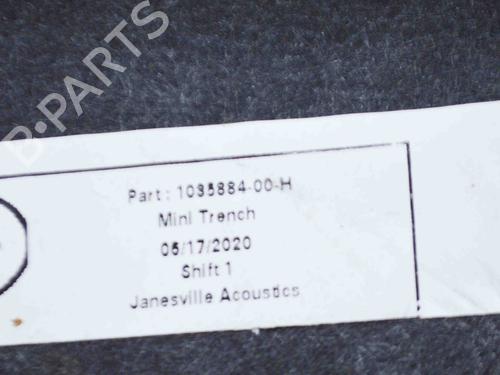 B-PARTS
Part : 1035884-00-H
Mini Trench
05/17/2020
Shift 1
Janesville Acoustics